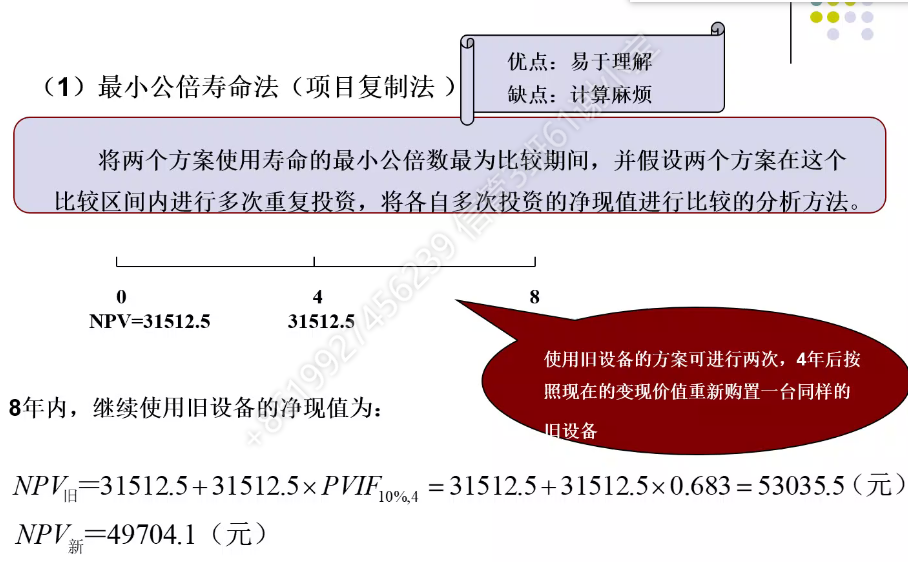 （1）最小公倍寿命法（项目复制法 ）
优点：易于理解
缺点：计算麻烦
将两个方案使用寿命的最小公倍数最为比较期间，并假设两个方案在这个
比较区间内进行多次重复投资，将各自多次投资的净现值进行比较的分析方法。
0 4 8
NPV=31512.5 31512.5
使用旧设备的方案可进行两次，4年后按
照现在的变现价值重新购置一台同样的
旧设备
8年内，继续使用旧设备的净现值为：
NPV旧=31512.5+31512.5×PVIF10%,4 =31512.5+31512.5×0.683=53035.5(元)
NPV新=49704.1（元）